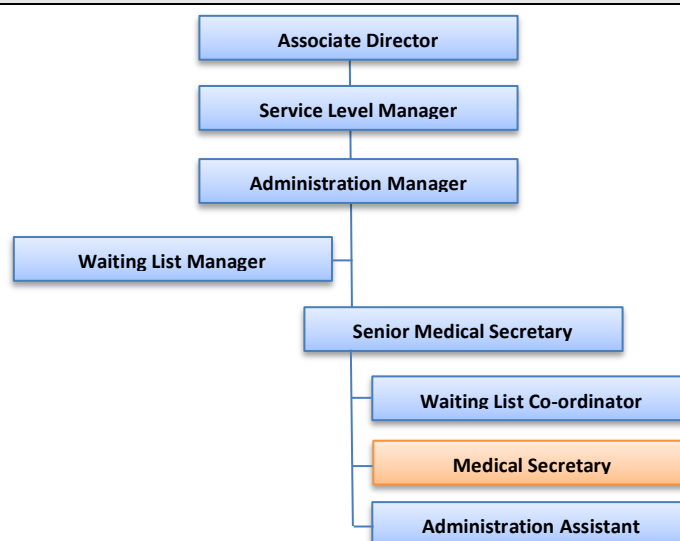 Associate Director
Service Level Manager
Administration Manager
Waiting List Manager
Senior Medical Secretary
Waiting List Co-ordinator
Medical Secretary
Administration Assistant